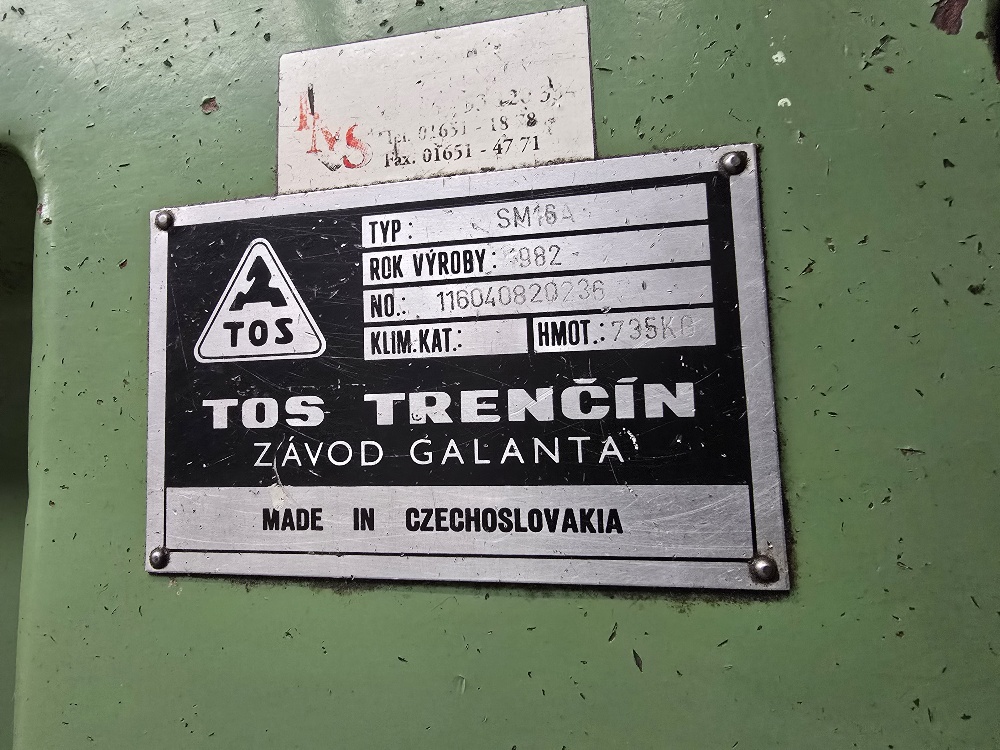 Tel. 01651 - 18 78
Fax. 01651 - 47 71
TYP: SM16A
ROK VÝROBY: 1982
NO.: 116040820236
KLIM.KAT.: HMOT.: 735KG
TOS
TOS TRENČÍN
ZÁVOD GALANTA
MADE IN CZECHOSLOVAKIA